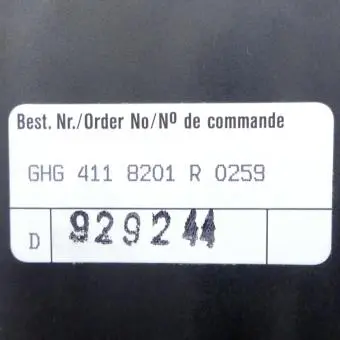 Best. Nr./Order No/Nº de commande
GHG 411 8201 R 0259
D 929244